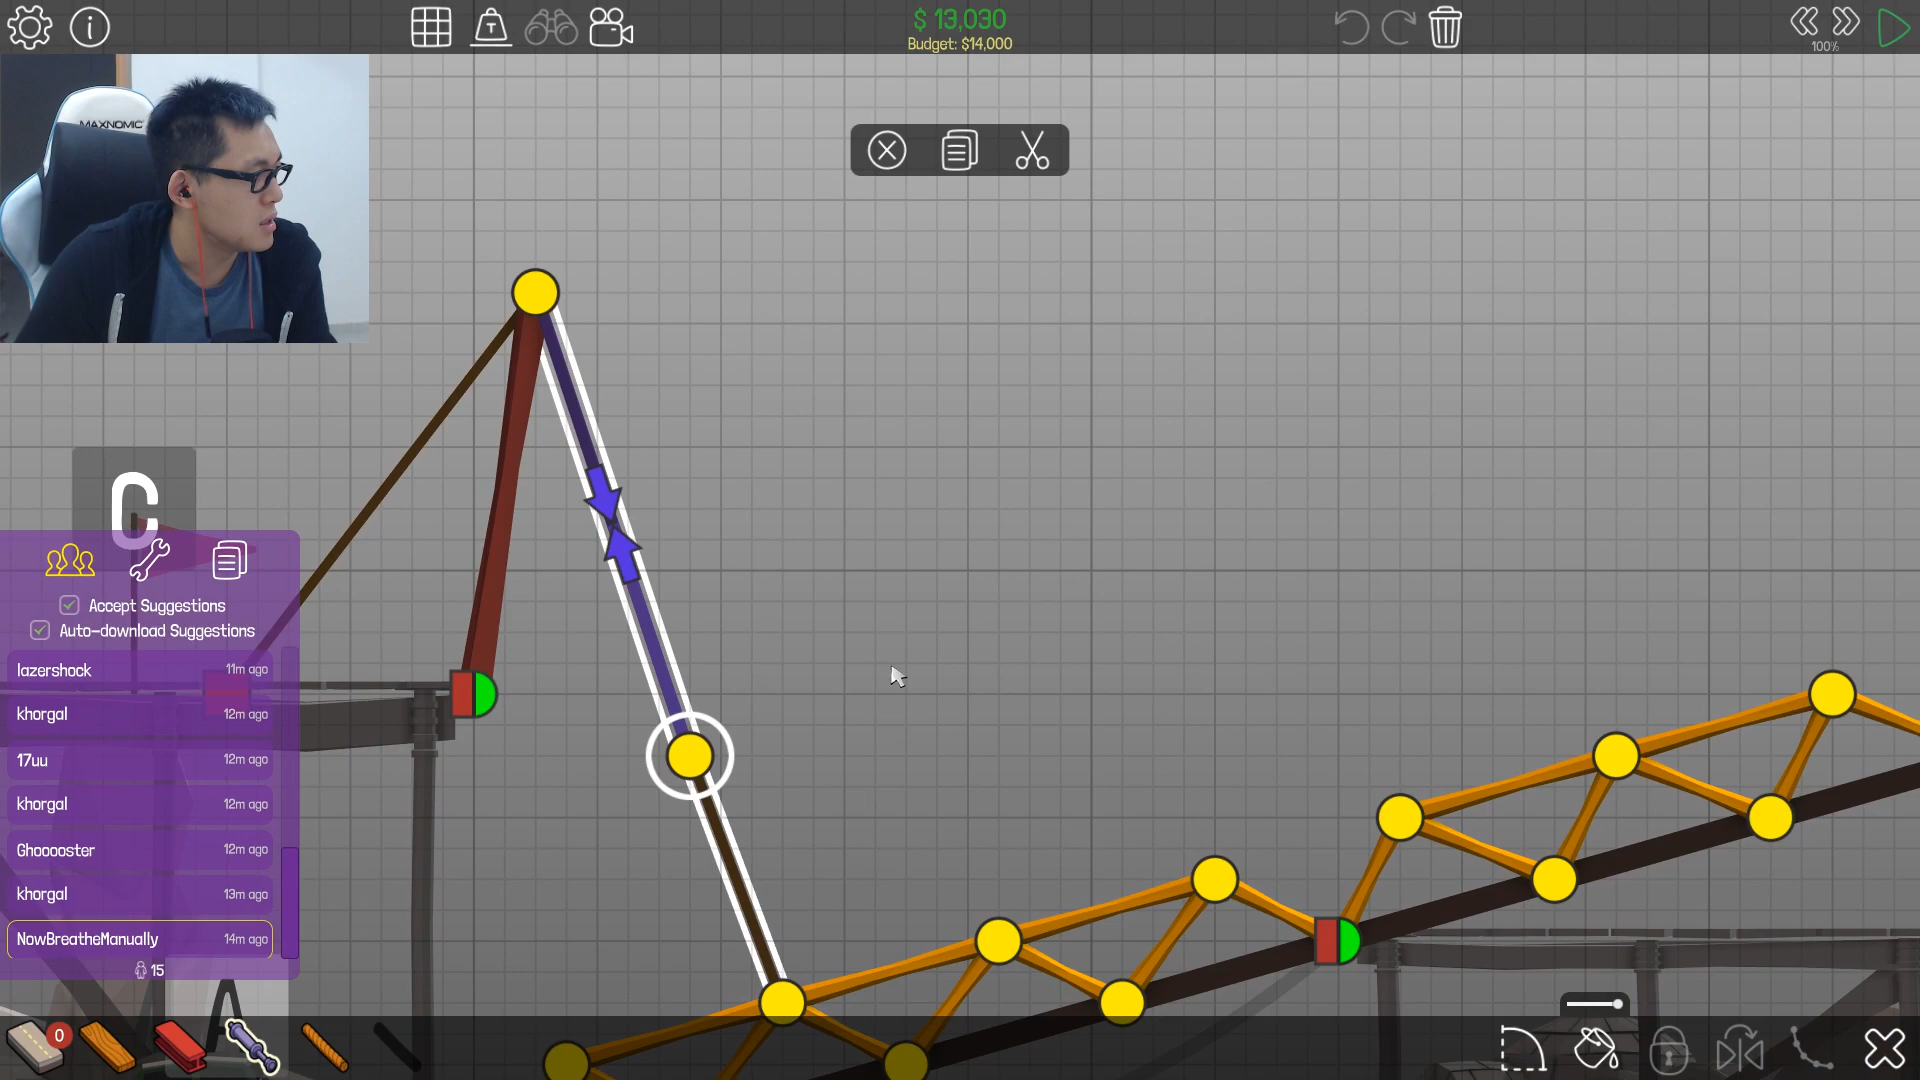 $ 13,030
Budget: $14,000
100%
MAXNOMIC
C
Accept Suggestions
Auto-download Suggestions
lazershock 11m ago
khorgal 12m ago
17uu 12m ago
khorgal 12m ago
Ghooooster 12m ago
khorgal 13m ago
NowBreatheManually 14m ago
15
A
0